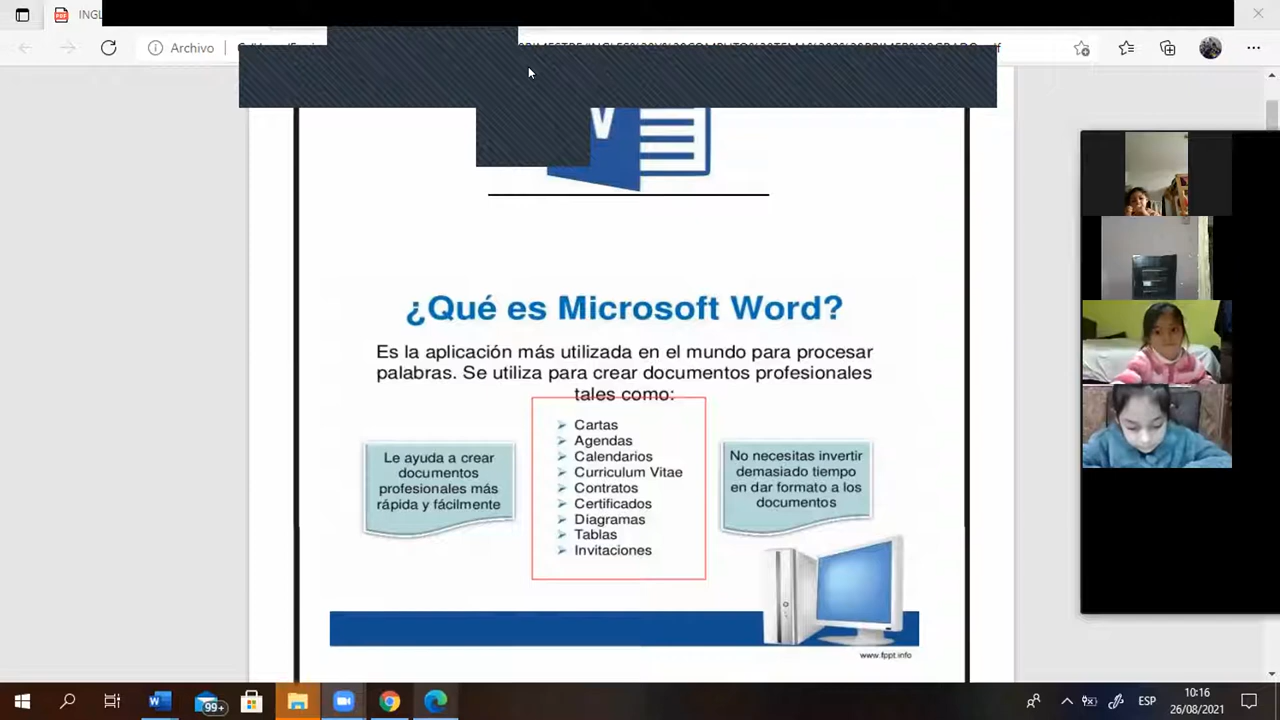 INGL
Archivo
¿Qué es Microsoft Word?
Es la aplicación más utilizada en el mundo para procesar
palabras. Se utiliza para crear documentos profesionales
tales como:
Cartas
Agendas
Calendarios
Curriculum Vitae
Contratos
Certificados
Diagramas
Tablas
Invitaciones
Le ayuda a crear
documentos
profesionales más
rápida y fácilmente
No necesitas invertir
demasiado tiempo
en dar formato a los
documentos
www.fppt.info
99+
ESP
10:16
26/08/2021